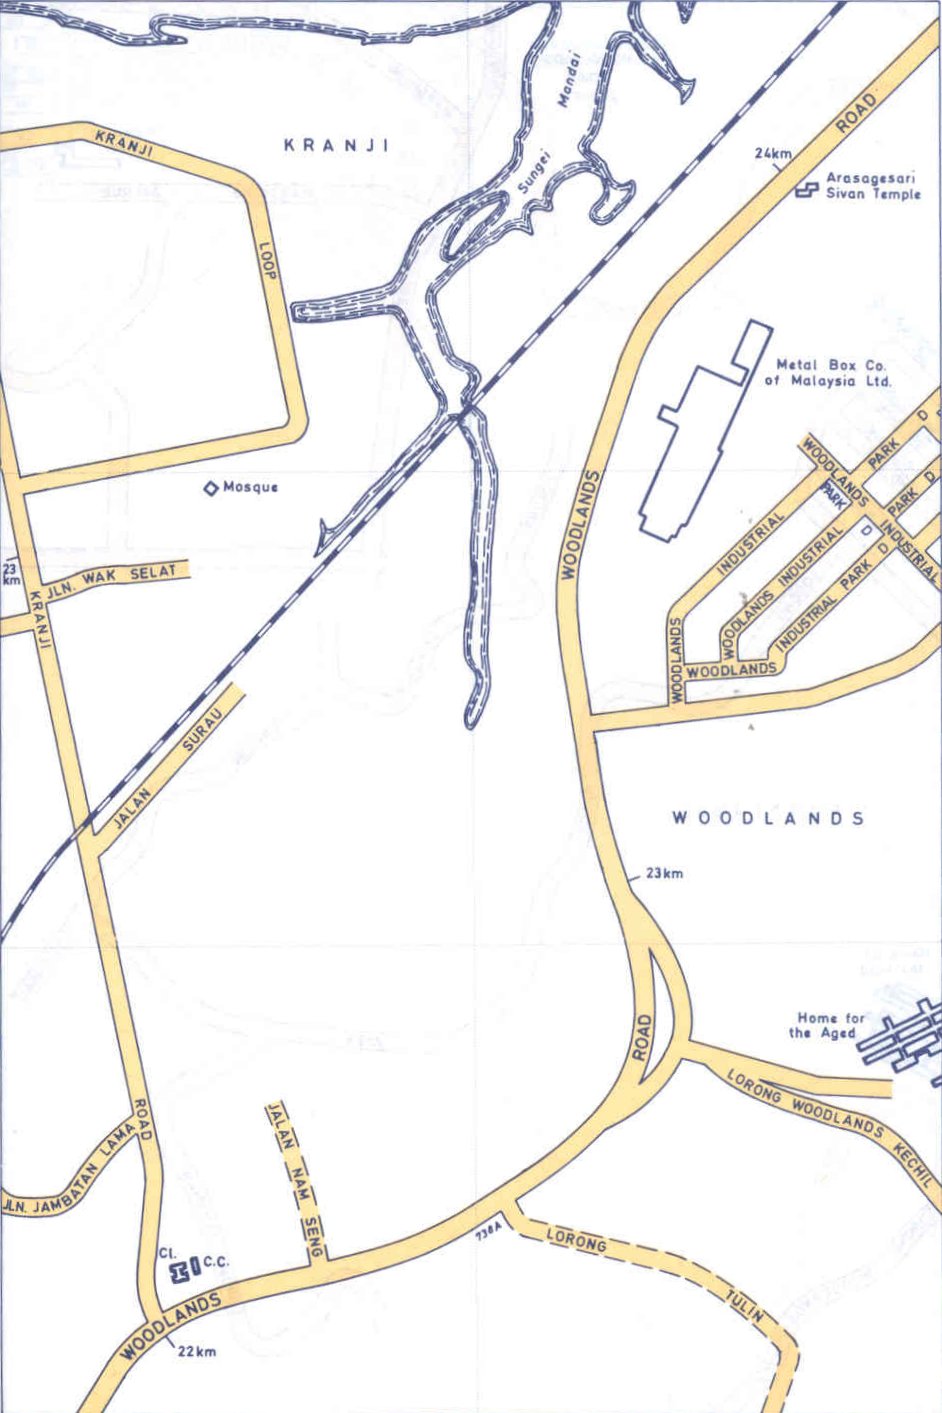 Mandai
KRANJI
KRANJI
ROAD
24km
Sungei
Arasagesari
Sivan Temple
LOOP
Metal Box Co.
of Malaysia Ltd.
WOODLANDS
PARK D
PARK
PARK D
Mosque
WOODLANDS
INDUSTRIAL
INDUSTRIAL
D
INDUSTRIAL
PARK D
23
km
JLN. WAK SELAT
KRANJI
WOODLANDS
WOODLANDS
INDUSTRIAL
WOODLANDS
SURAU
JALAN
WOODLANDS
23km
Home for
the Aged
ROAD
LORONG WOODLANDS KECHIL
ROAD
JALAN NAM SENG
JLN. JAMBATAN LAMA
738A
LORONG
TULIN
Cl.
C.C.
WOODLANDS
22km